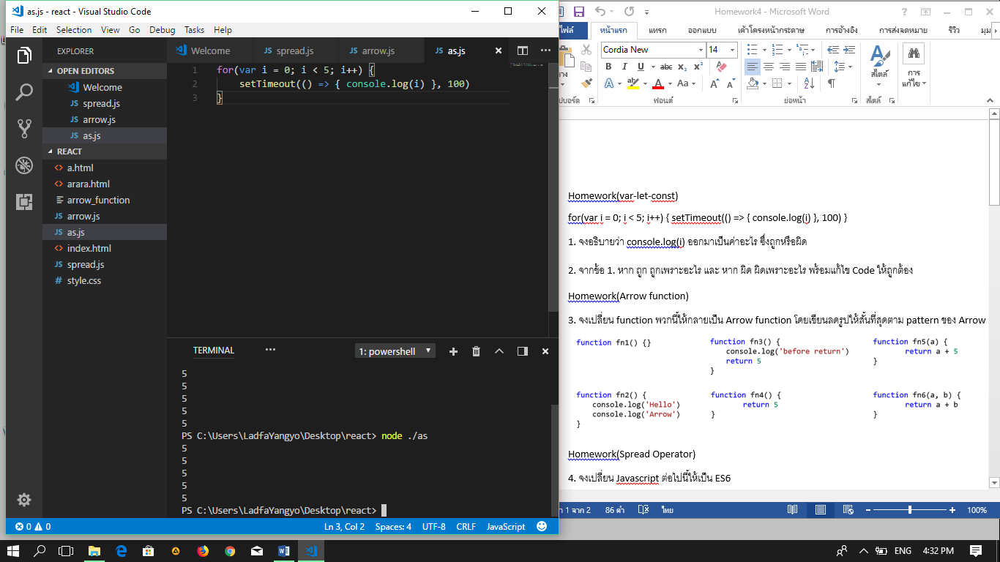 as.js - react - Visual Studio Code
File Edit Selection View Go Debug Tasks Help
EXPLORER
OPEN EDITORS
Welcome
JS spread.js
JS arrow.js
JS as.js
REACT
<> a.html
<> arara.html
arrow_function
JS arrow.js
JS as.js
<> index.html
JS spread.js
# style.css
Welcome JS spread.js JS arrow.js JS as.js
1 for(var i = 0; i < 5; i++) {
2 setTimeout(() => { console.log(i) }, 100)
3 }
TERMINAL 1: powershell
5
5
5
5
5
PS C:\Users\LadfaYangyo\Desktop\react> node ./as
5
5
5
5
5
PS C:\Users\LadfaYangyo\Desktop\react>
0 0 Ln 3, Col 2 Spaces: 4 UTF-8 CRLF JavaScript
Homework4 - Microsoft Word
ไฟล์ หน้าแรก แทรก ออกแบบ เค้าโครงหน้ากระดาษ การอ้างอิง การส่งจดหมาย รีวิว มุมม
Cordia New 14
B I U abc x₂ x²
A Aa A A
สไตล์
การแก้ไข
ฟอนต์ ย่อหน้า สไตล์
Homework(var-let-const)
for(var i = 0; i < 5; i++) { setTimeout(() => { console.log(i) }, 100) }
1. จงอธิบายว่า console.log(i) ออกมาเป็นค่าอะไร ซึ่งถูกหรือผิด
2. จากข้อ 1. หาก ถูก ถูกเพราะอะไร และ หาก ผิด ผิดเพราะอะไร พร้อมแก้ไข Code ให้ถูกต้อง
Homework(Arrow function)
3. จงเปลี่ยน function พวกนี้ให้กลายเป็น Arrow function โดยเขียนลดรูปให้สั้นที่สุดตาม pattern ของ Arrow
function fn1() {}
function fn3() {
console.log('before return')
return 5
}
function fn5(a) {
return a + 5
}
function fn2() {
console.log('Hello')
console.log('Arrow')
}
function fn4() {
return 5
}
function fn6(a, b) {
return a + b
}
Homework(Spread Operator)
4. จงเปลี่ยน Javascript ต่อไปนี้ให้เป็น ES6
1 จาก 2 86 คำ ไทย 100%
ENG 4:32 PM